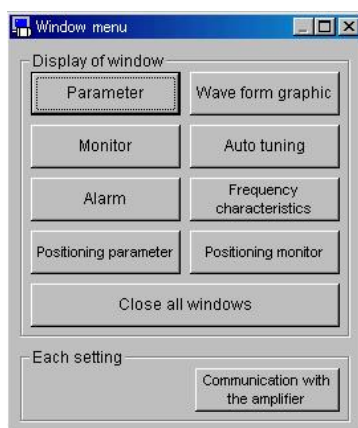 Window menu
Display of window
Parameter
Wave form graphic
Monitor
Auto tuning
Alarm
Frequency
characteristics
Positioning parameter
Positioning monitor
Close all windows
Each setting
Communication with
the amplifier